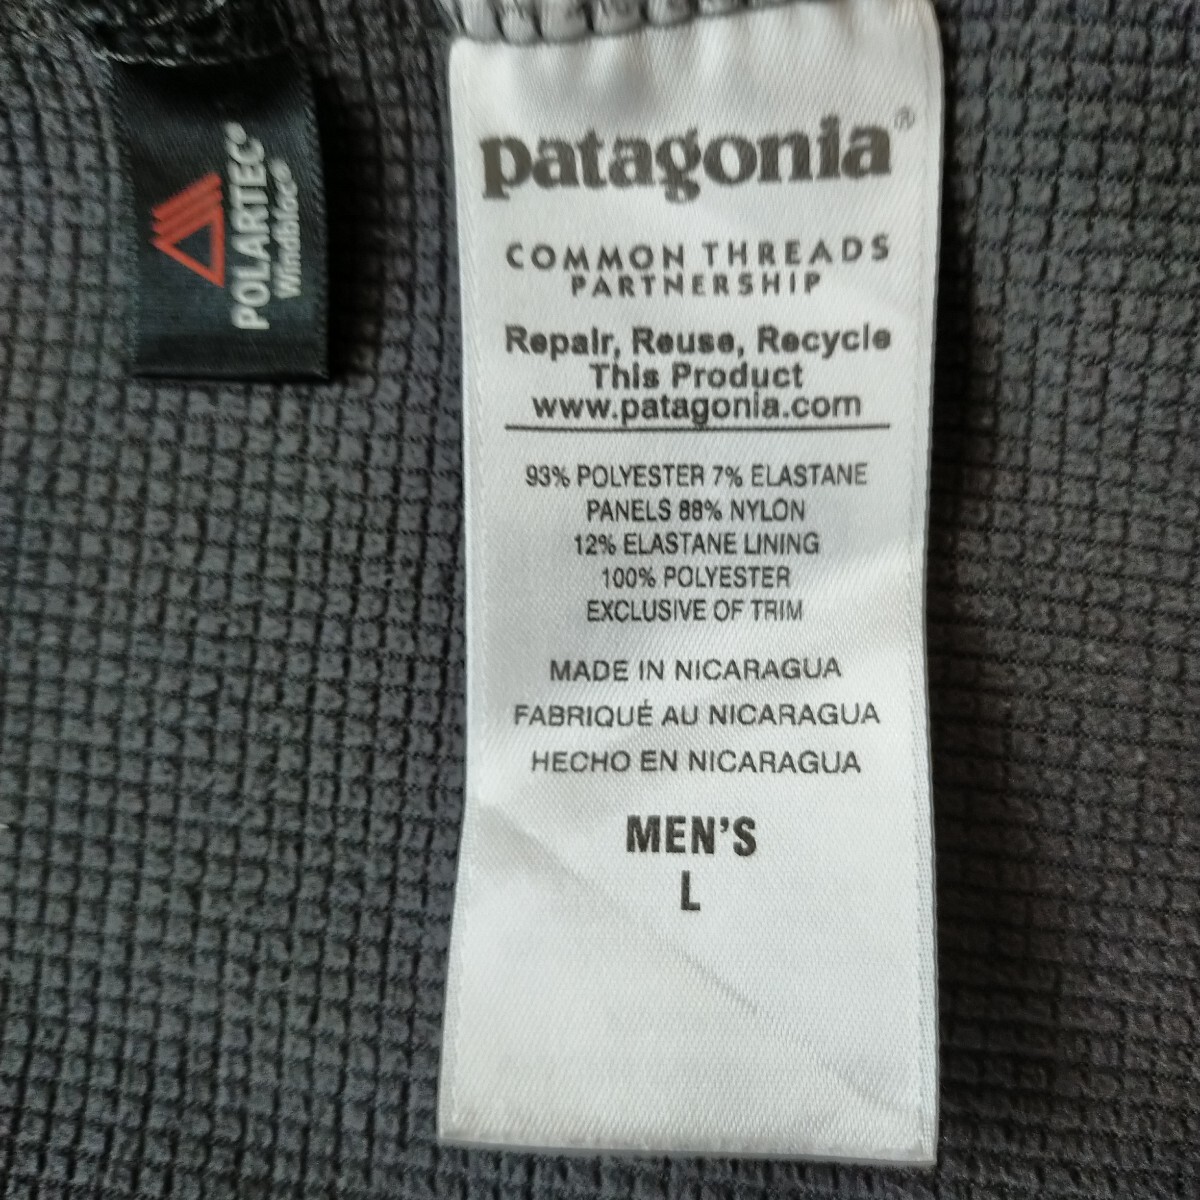 POLARTEC®
WindBloc®
patagonia®
COMMON THREADS
PARTNERSHIP
Repair, Reuse, Recycle
This Product
www.patagonia.com
93% POLYESTER 7% ELASTANE
PANELS 88% NYLON
12% ELASTANE LINING
100% POLYESTER
EXCLUSIVE OF TRIM
MADE IN NICARAGUA
FABRIQUÉ AU NICARAGUA
HECHO EN NICARAGUA
MEN'S
L